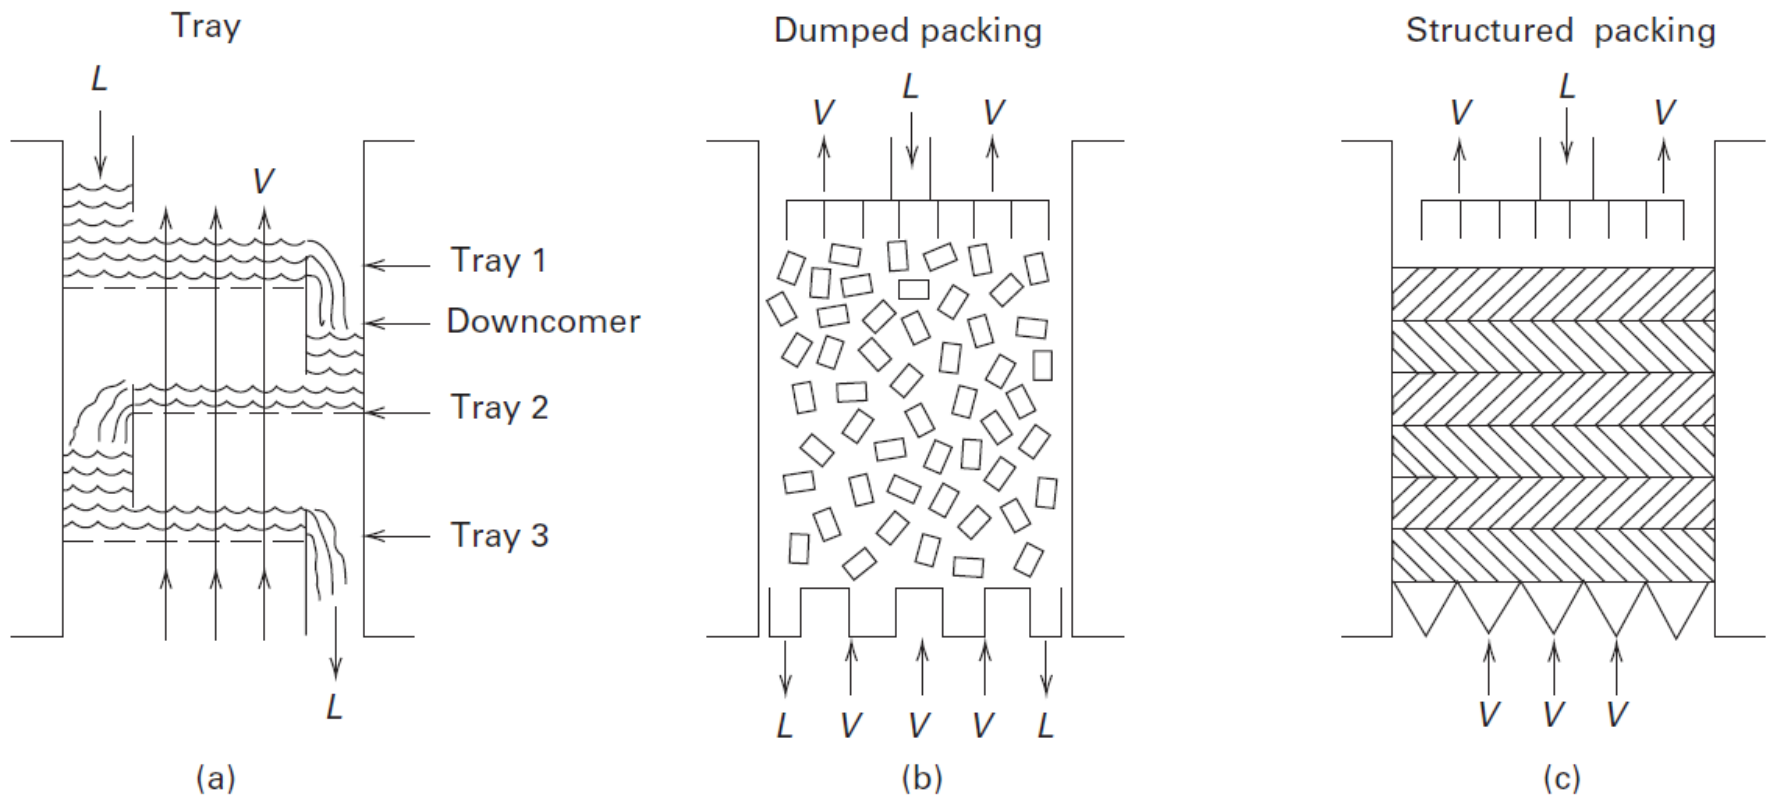 Tray
L
V
Tray 1
Downcomer
Tray 2
Tray 3
L
(a)
Dumped packing
L
V V
L V V V L
(b)
Structured packing
L
V V
V V V
(c)